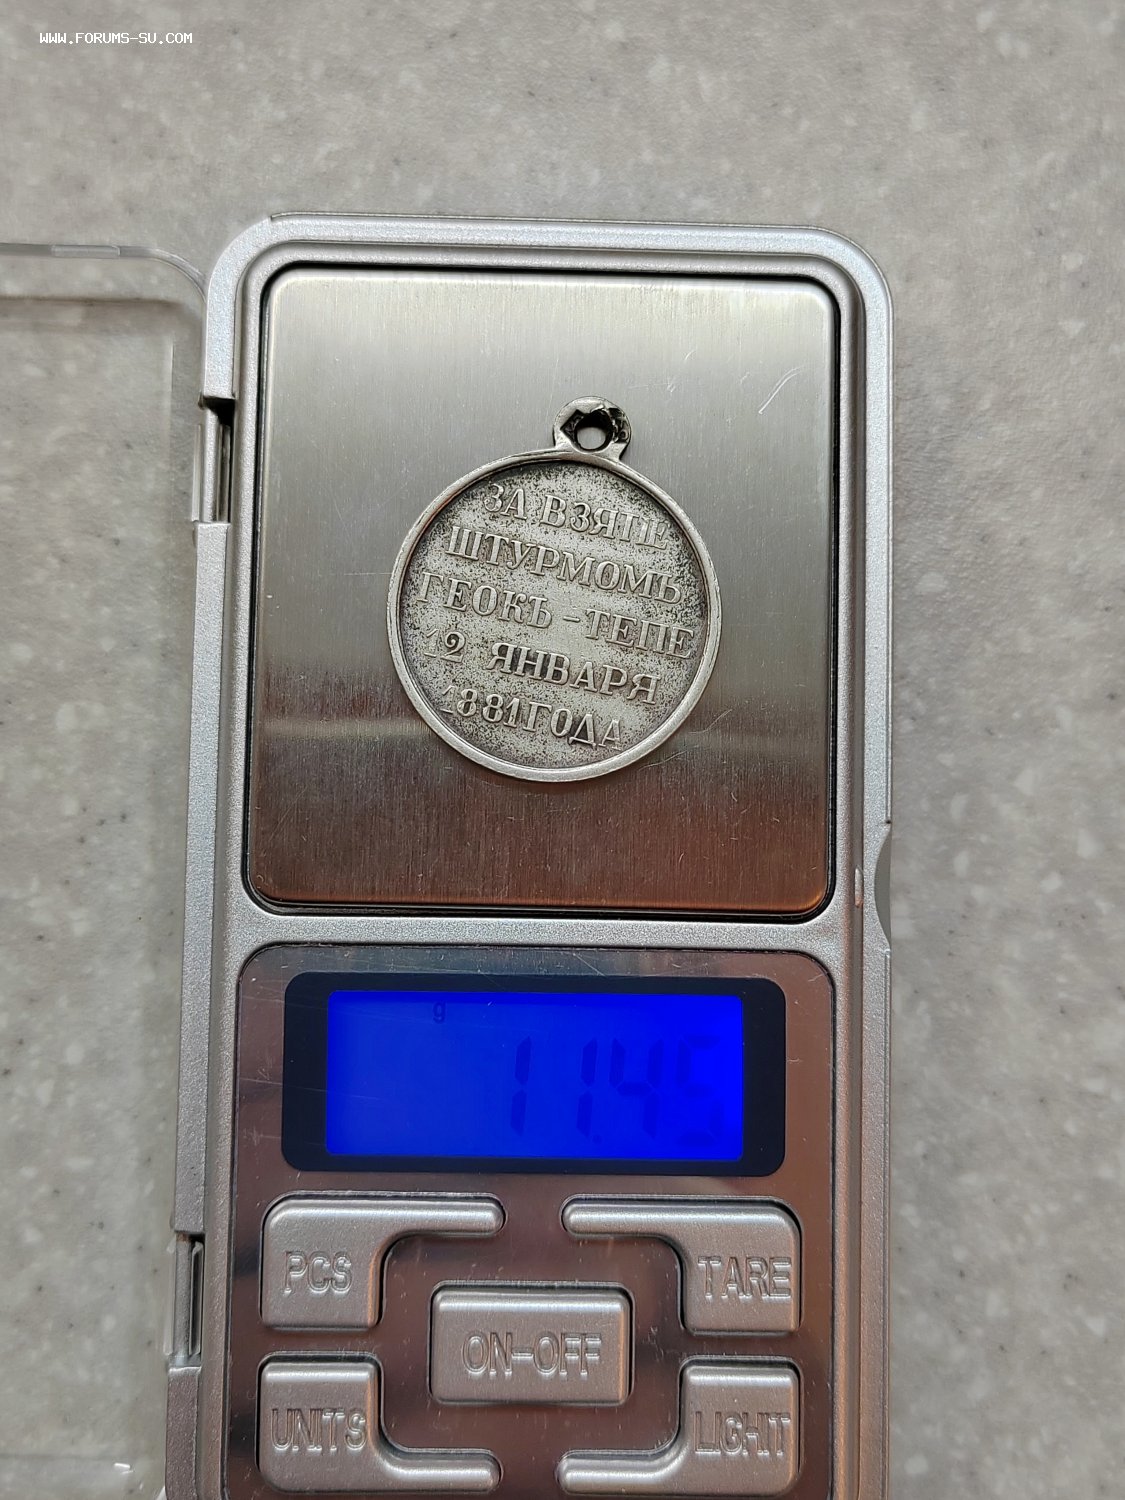 WWW.FORUMS-SU.COM
ЗА ВЗЯТІЕ
ШТУРМОМЪ
ГЕОКЪ-ТЕПЕ
12 ЯНВАРЯ
1881 ГОДА
g
11.45
PCS
TARE
ON-OFF
UNITS
LIGHT